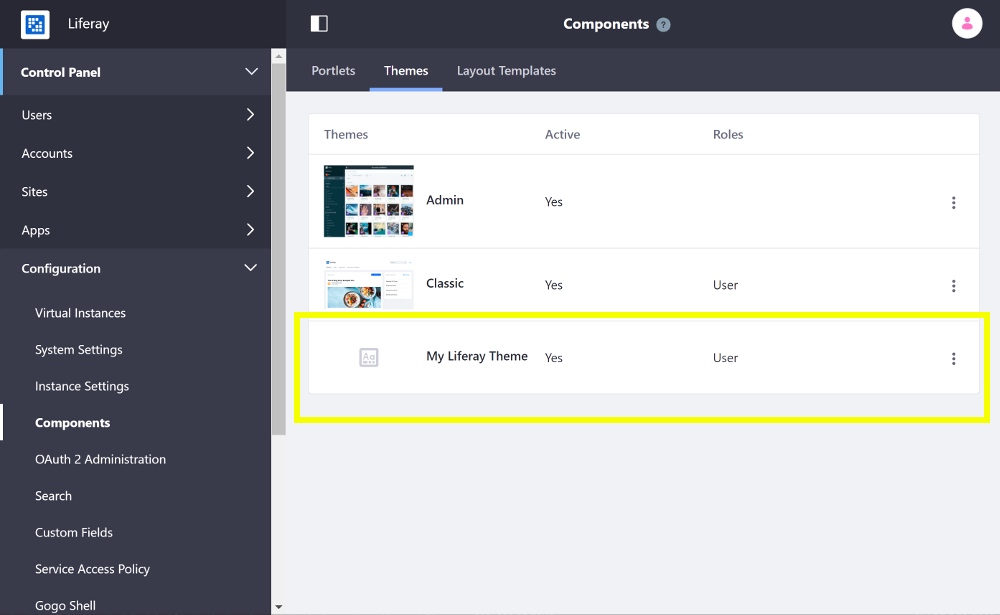 Liferay
Components ?
Control Panel
Users
Accounts
Sites
Apps
Configuration
Virtual Instances
System Settings
Instance Settings
Components
OAuth 2 Administration
Search
Custom Fields
Service Access Policy
Gogo Shell
Portlets Themes Layout Templates
Themes Active Roles
Admin Yes
Classic Yes User
Aa My Liferay Theme Yes User